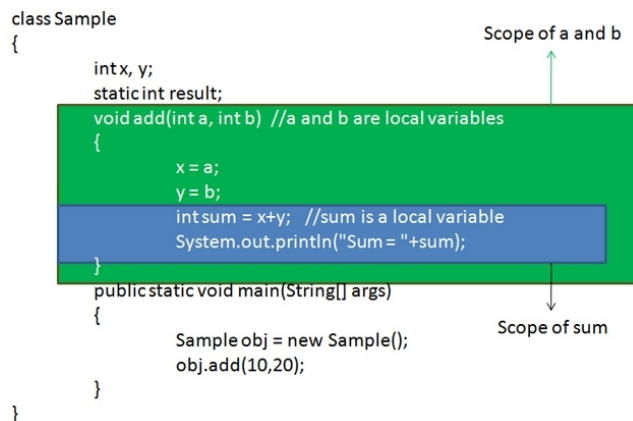 class Sample
Scope of a and b
{
int x, y;
static int result;
void add(int a, int b) //a and b are local variables
{
x = a;
y = b;
int sum = x+y; //sum is a local variable
System.out.println("Sum = "+sum);
}
public static void main(String[] args)
{
Scope of sum
Sample obj = new Sample();
obj.add(10,20);
}
}